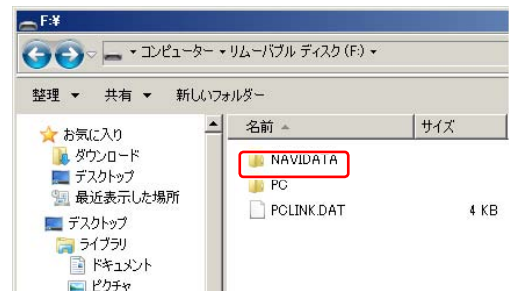 F:¥
コンピューター ▾ リムーバブル ディスク (F:) ▾
整理 ▼ 共有 ▼ 新しいフォルダー
お気に入り
ダウンロード
デスクトップ
最近表示した場所
デスクトップ
ライブラリ
ドキュメント
ピクチャ
名前 サイズ
NAVIDATA
PC
PCLINK.DAT 4 KB